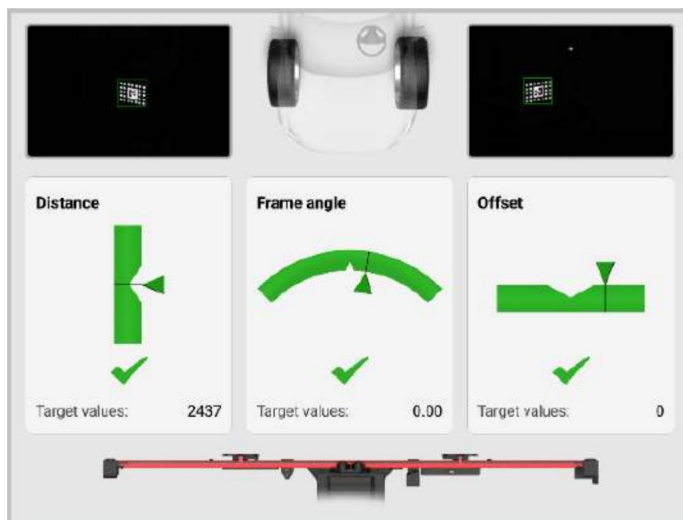 Distance
Frame angle
Offset
Target values: 2437
Target values: 0.00
Target values: 0